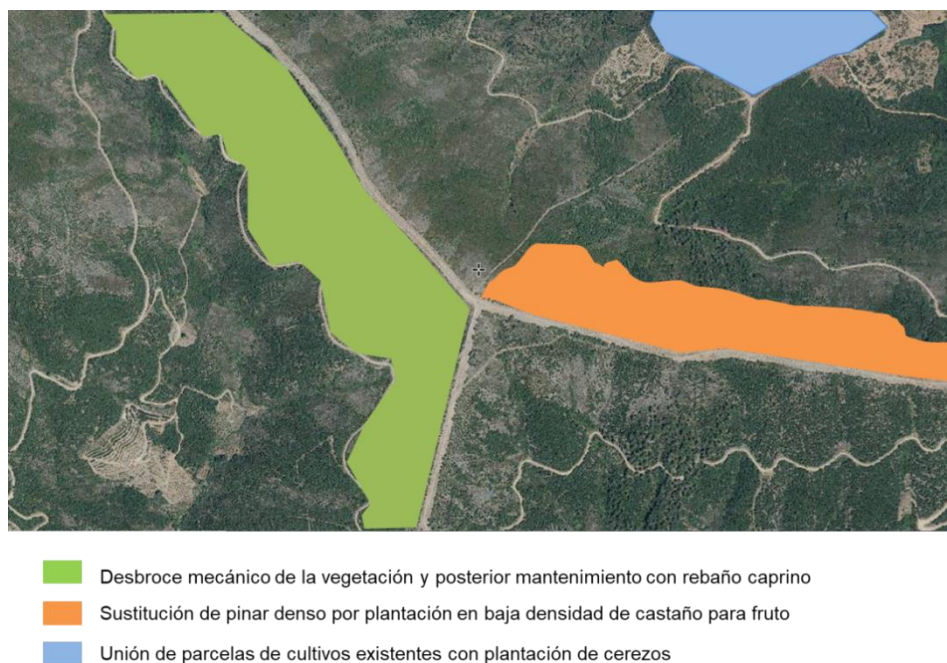 Desbroce mecánico de la vegetación y posterior mantenimiento con rebaño caprino
Sustitución de pinar denso por plantación en baja densidad de castaño para fruto
Unión de parcelas de cultivos existentes con plantación de cerezos